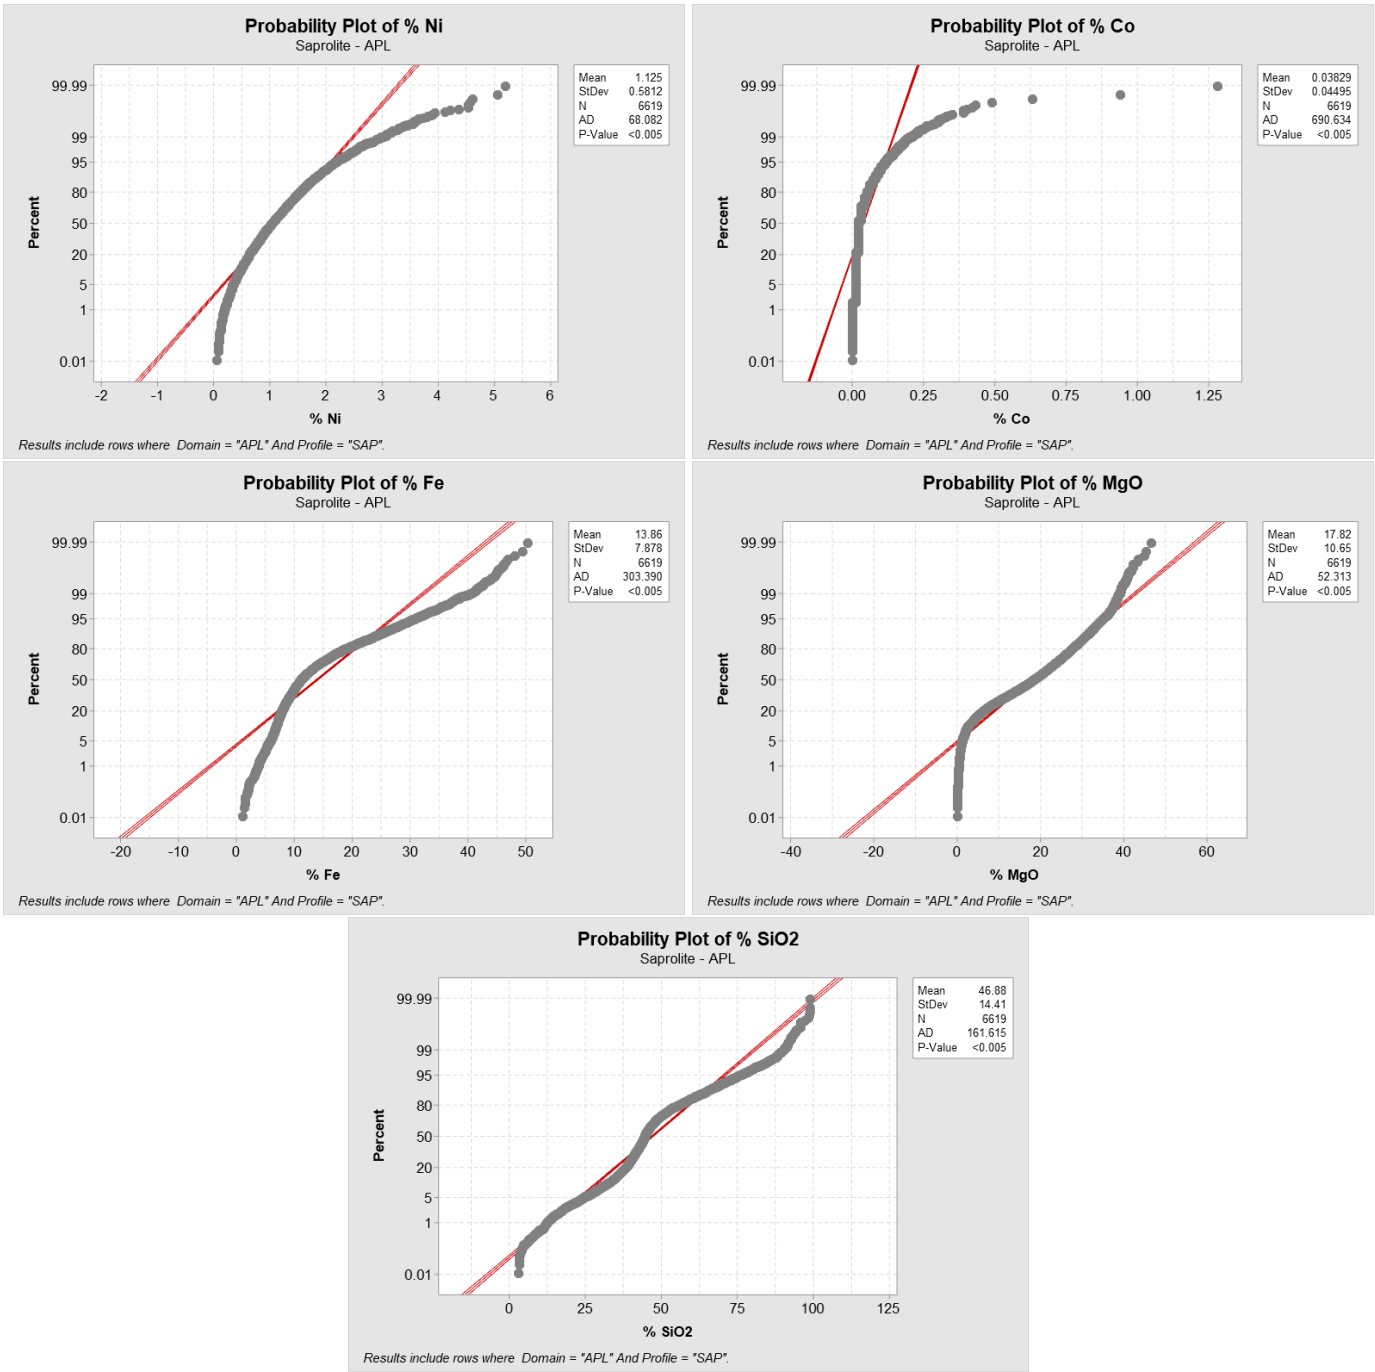 Probability Plot of % Ni
Saprolite - APL
Mean 1.125
StDev 0.5812
N 6619
AD 68.082
P-Value <0.005
99.99
99
95
80
50
20
5
1
0.01
Percent
-2 -1 0 1 2 3 4 5 6
% Ni
Results include rows where Domain = "APL" And Profile = "SAP".
Probability Plot of % Co
Saprolite - APL
Mean 0.03829
StDev 0.04495
N 6619
AD 690.634
P-Value <0.005
99.99
99
95
80
50
20
5
1
0.01
Percent
0.00 0.25 0.50 0.75 1.00 1.25
% Co
Results include rows where Domain = "APL" And Profile = "SAP".
Probability Plot of % Fe
Saprolite - APL
Mean 13.86
StDev 7.878
N 6619
AD 303.390
P-Value <0.005
99.99
99
95
80
50
20
5
1
0.01
Percent
-20 -10 0 10 20 30 40 50
% Fe
Results include rows where Domain = "APL" And Profile = "SAP".
Probability Plot of % MgO
Saprolite - APL
Mean 17.82
StDev 10.65
N 6619
AD 52.313
P-Value <0.005
99.99
99
95
80
50
20
5
1
0.01
Percent
-40 -20 0 20 40 60
% MgO
Results include rows where Domain = "APL" And Profile = "SAP".
Probability Plot of % SiO2
Saprolite - APL
Mean 46.88
StDev 14.41
N 6619
AD 161.615
P-Value <0.005
99.99
99
95
80
50
20
5
1
0.01
Percent
0 25 50 75 100 125
% SiO2
Results include rows where Domain = "APL" And Profile = "SAP".